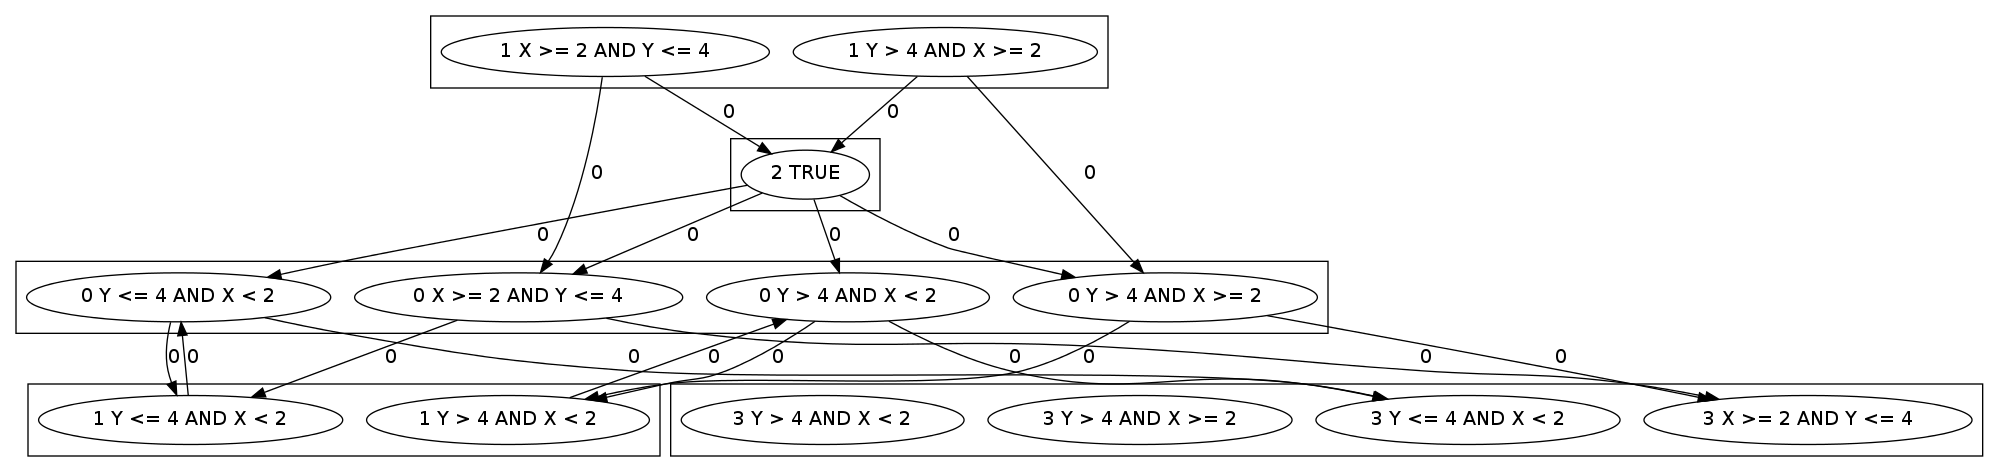 1 X >= 2 AND Y <= 4
1 Y > 4 AND X >= 2
0
0
0
2 TRUE
0
0
0
0
0
0 Y <= 4 AND X < 2
0 X >= 2 AND Y <= 4
0 Y > 4 AND X < 2
0 Y > 4 AND X >= 2
0
0
0
0
0
0
0
0
0
0
1 Y <= 4 AND X < 2
1 Y > 4 AND X < 2
3 Y > 4 AND X < 2
3 Y > 4 AND X >= 2
3 Y <= 4 AND X < 2
3 X >= 2 AND Y <= 4